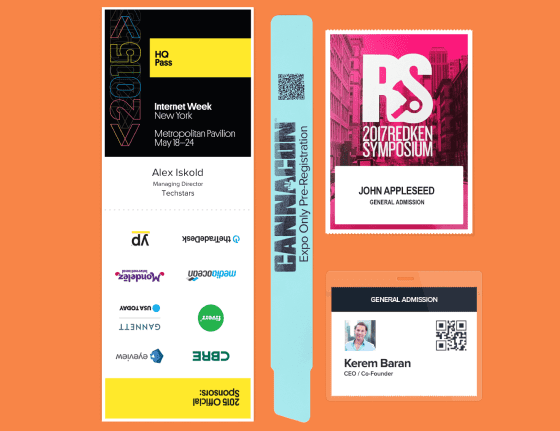 <2015>
HQ
Pass
Internet Week
New York
Metropolitan Pavilion
May 18–24
Alex Iskold
Managing Director
Techstars
2015 Official
Sponsors:
CBRE
eyeview
fiverr
GANNETT
USA TODAY
mediaocean
Mondelēz
International
theTradeDesk
yp
CANNACON
Expo Only Pre-Registration
RS
2017 REDKEN
SYMPOSIUM
JOHN APPLESEED
GENERAL ADMISSION
GENERAL ADMISSION
Kerem Baran
CEO / Co-Founder